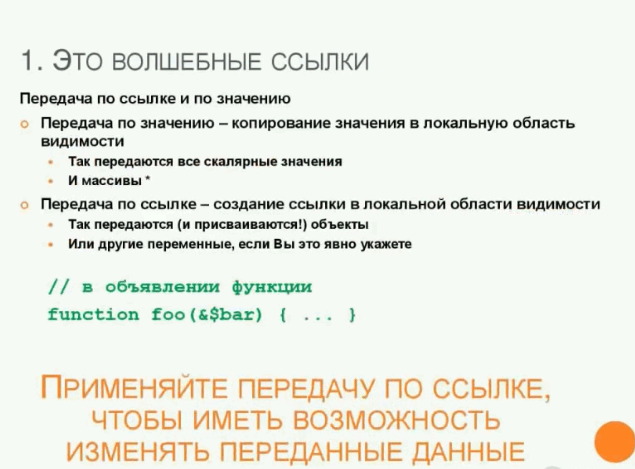 1. Это волшебные ссылки
Передача по ссылке и по значению
Передача по значению – копирование значения в локальную область
видимости
Так передаются все скалярные значения
И массивы *
Передача по ссылке – создание ссылки в локальной области видимости
Так передаются (и присваиваются!) объекты
Или другие переменные, если Вы это явно укажете
// в объявлении функции
function foo(&$bar) { ... }
Применяйте передачу по ссылке,
чтобы иметь возможность
изменять переданные данные